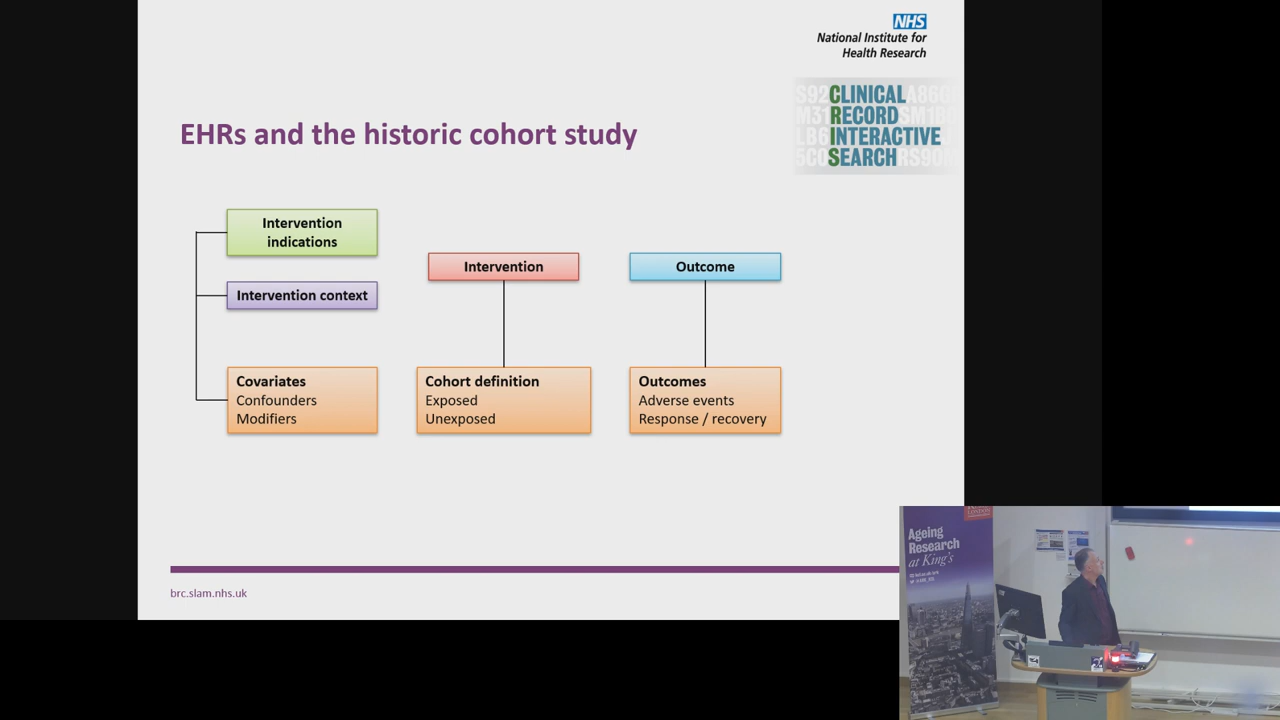 NHS
National Institute for
Health Research
S92CLINICALA86G
RECORD
INTERACTIVE
SEARCH
EHRs and the historic cohort study
Intervention
indications
Intervention context
Intervention
Outcome
Covariates
Confounders
Modifiers
Cohort definition
Exposed
Unexposed
Outcomes
Adverse events
Response / recovery
brc.slam.nhs.uk
Ageing
Research
at King's